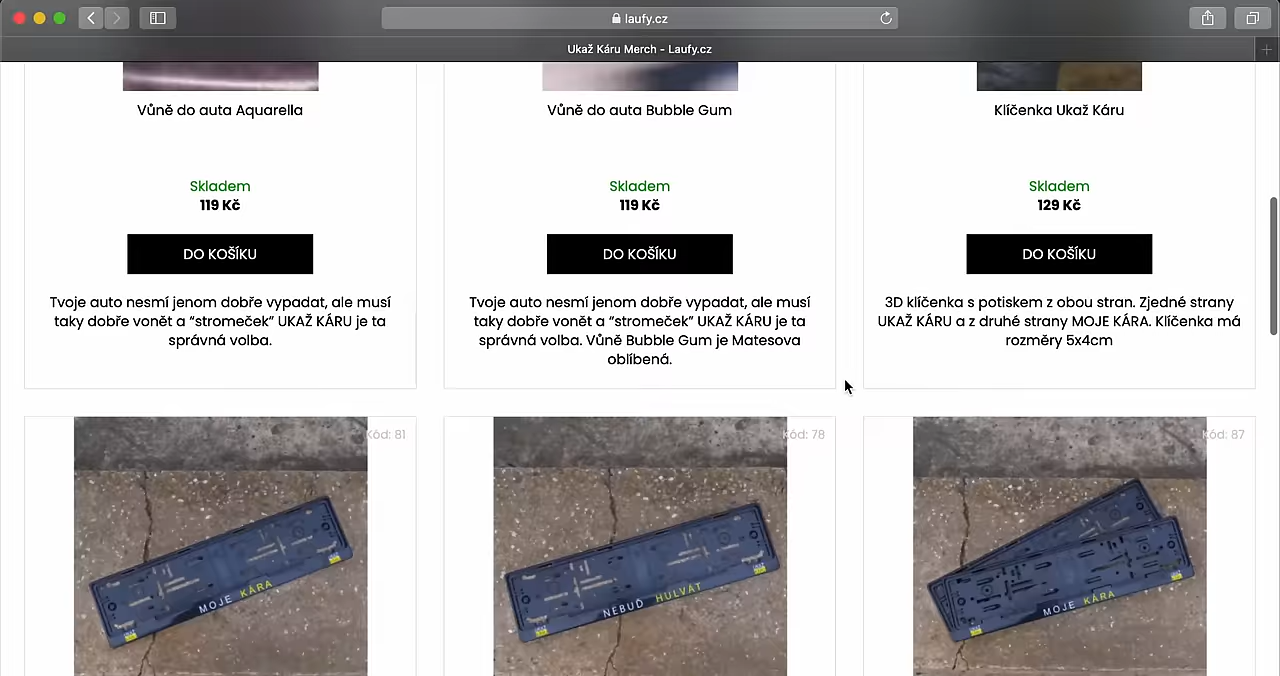 laufy.cz
Ukaž Káru Merch - Laufy.cz
Vůně do auta Aquarella
Skladem
119 Kč
DO KOŠÍKU
Tvoje auto nesmí jenom dobře vypadat, ale musí
taky dobře vonět a “stromeček” UKAŽ KÁRU je ta
správná volba.
Vůně do auta Bubble Gum
Skladem
119 Kč
DO KOŠÍKU
Tvoje auto nesmí jenom dobře vypadat, ale musí
taky dobře vonět a “stromeček” UKAŽ KÁRU je ta
správná volba. Vůně Bubble Gum je Matesova
oblíbená.
Klíčenka Ukaž Káru
Skladem
129 Kč
DO KOŠÍKU
3D klíčenka s potiskem z obou stran. Zjedné strany
UKAŽ KÁRU a z druhé strany MOJE KÁRA. Klíčenka má
rozměry 5x4cm
Kód: 81
MOJE KÁRA
Kód: 78
NEBUĎ HULVÁT
Kód: 87
MOJE KÁRA